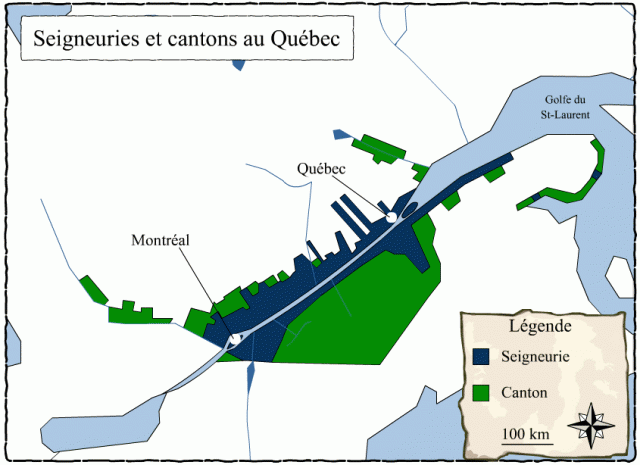 Seigneuries et cantons au Québec
Golfe du
St-Laurent
Québec
Montréal
Légende
Seigneurie
Canton
100 km